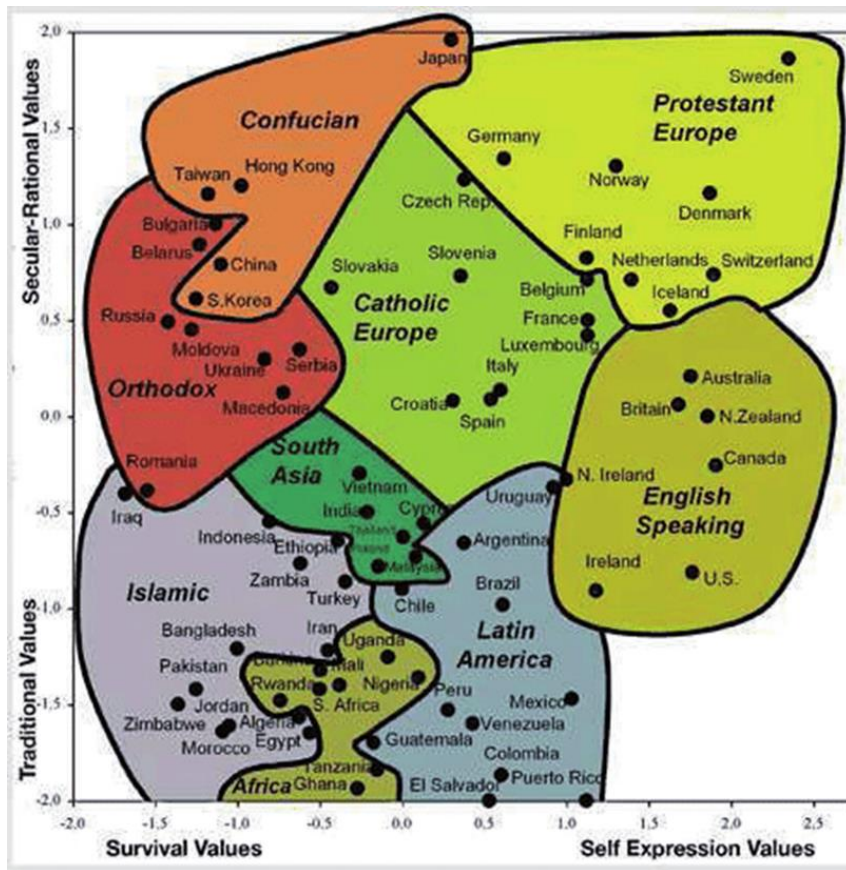 2.0
Japan
Sweden
Secular-Rational Values
1.5
Confucian
Protestant
Europe
Germany
Taiwan
Hong Kong
Norway
Czech Rep.
Denmark
1.0
Bulgaria
Belarus
China
Slovakia
Slovenia
Finland
Netherlands
Switzerland
Belgium
Iceland
S.Korea
Catholic
Europe
Russia
0.5
France
Moldova
Luxembourg
Ukraine
Serbia
Italy
Australia
Orthodox
Macedonia
Croatia
Spain
Britain
N.Zealand
0.0
South
Asia
Romania
Vietnam
Canada
N. Ireland
Uruguay
English
Speaking
-0.5
Iraq
India
Cypru
Indonesia
Thailand
Ethiopia
Poland
Argentina
Malaysia
Zambia
Ireland
U.S.
Turkey
Islamic
Chile
Brazil
-1.0
Traditional Values
Bangladesh
Iran
Uganda
Latin
America
Pakistan
Mali
Rwanda
Nigeria
Peru
Mexico
-1.5
Jordan
S. Africa
Zimbabwe
Algeria
Venezuela
Morocco
Egypt
Guatemala
Colombia
Tanzania
Africa
Ghana
El Salvador
Puerto Rico
-2.0
-2.0 -1.5 -1.0 -0.5 0.0 0.5 1.0 1.5 2.0 2.5
Survival Values Self Expression Values